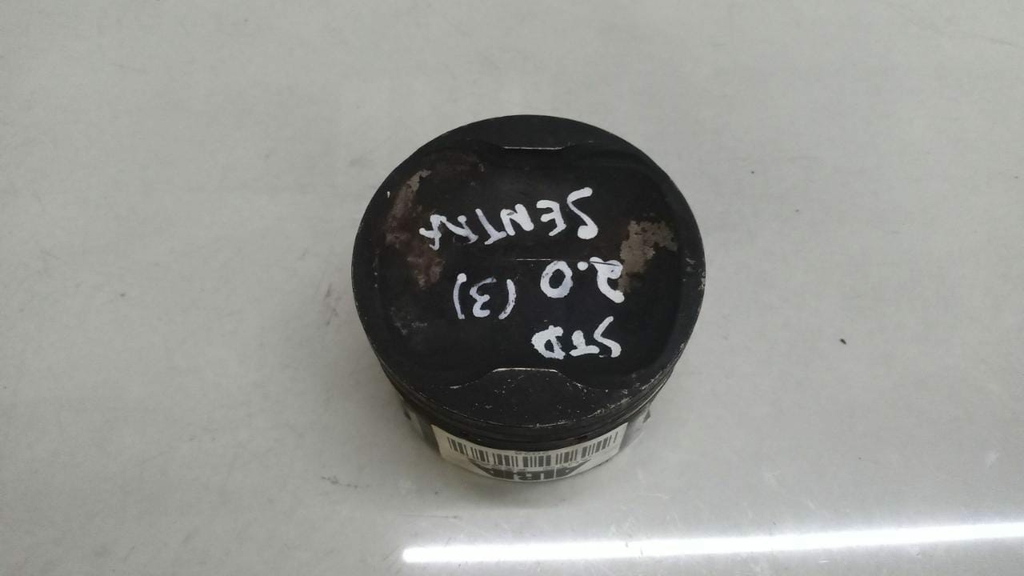 SENTRA
2.0 (3)
STD